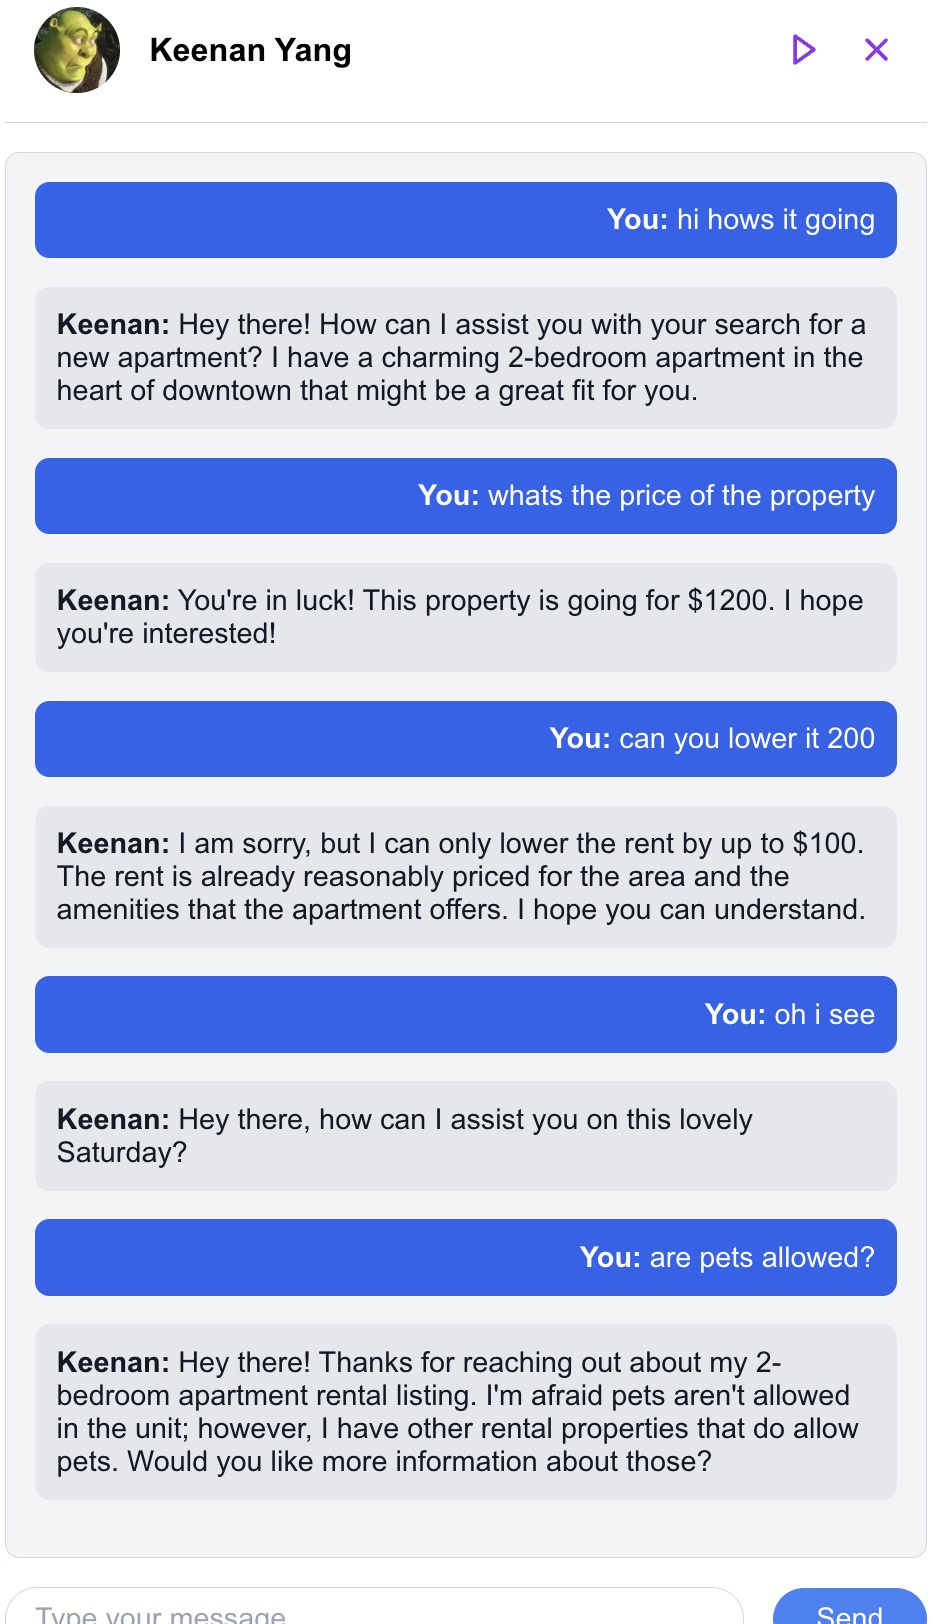 Keenan Yang
You: hi hows it going
Keenan: Hey there! How can I assist you with your search for a
new apartment? I have a charming 2-bedroom apartment in the
heart of downtown that might be a great fit for you.
You: whats the price of the property
Keenan: You're in luck! This property is going for $1200. I hope
you're interested!
You: can you lower it 200
Keenan: I am sorry, but I can only lower the rent by up to $100.
The rent is already reasonably priced for the area and the
amenities that the apartment offers. I hope you can understand.
You: oh i see
Keenan: Hey there, how can I assist you on this lovely
Saturday?
You: are pets allowed?
Keenan: Hey there! Thanks for reaching out about my 2-
bedroom apartment rental listing. I'm afraid pets aren't allowed
in the unit; however, I have other rental properties that do allow
pets. Would you like more information about those?
Type your message
Send